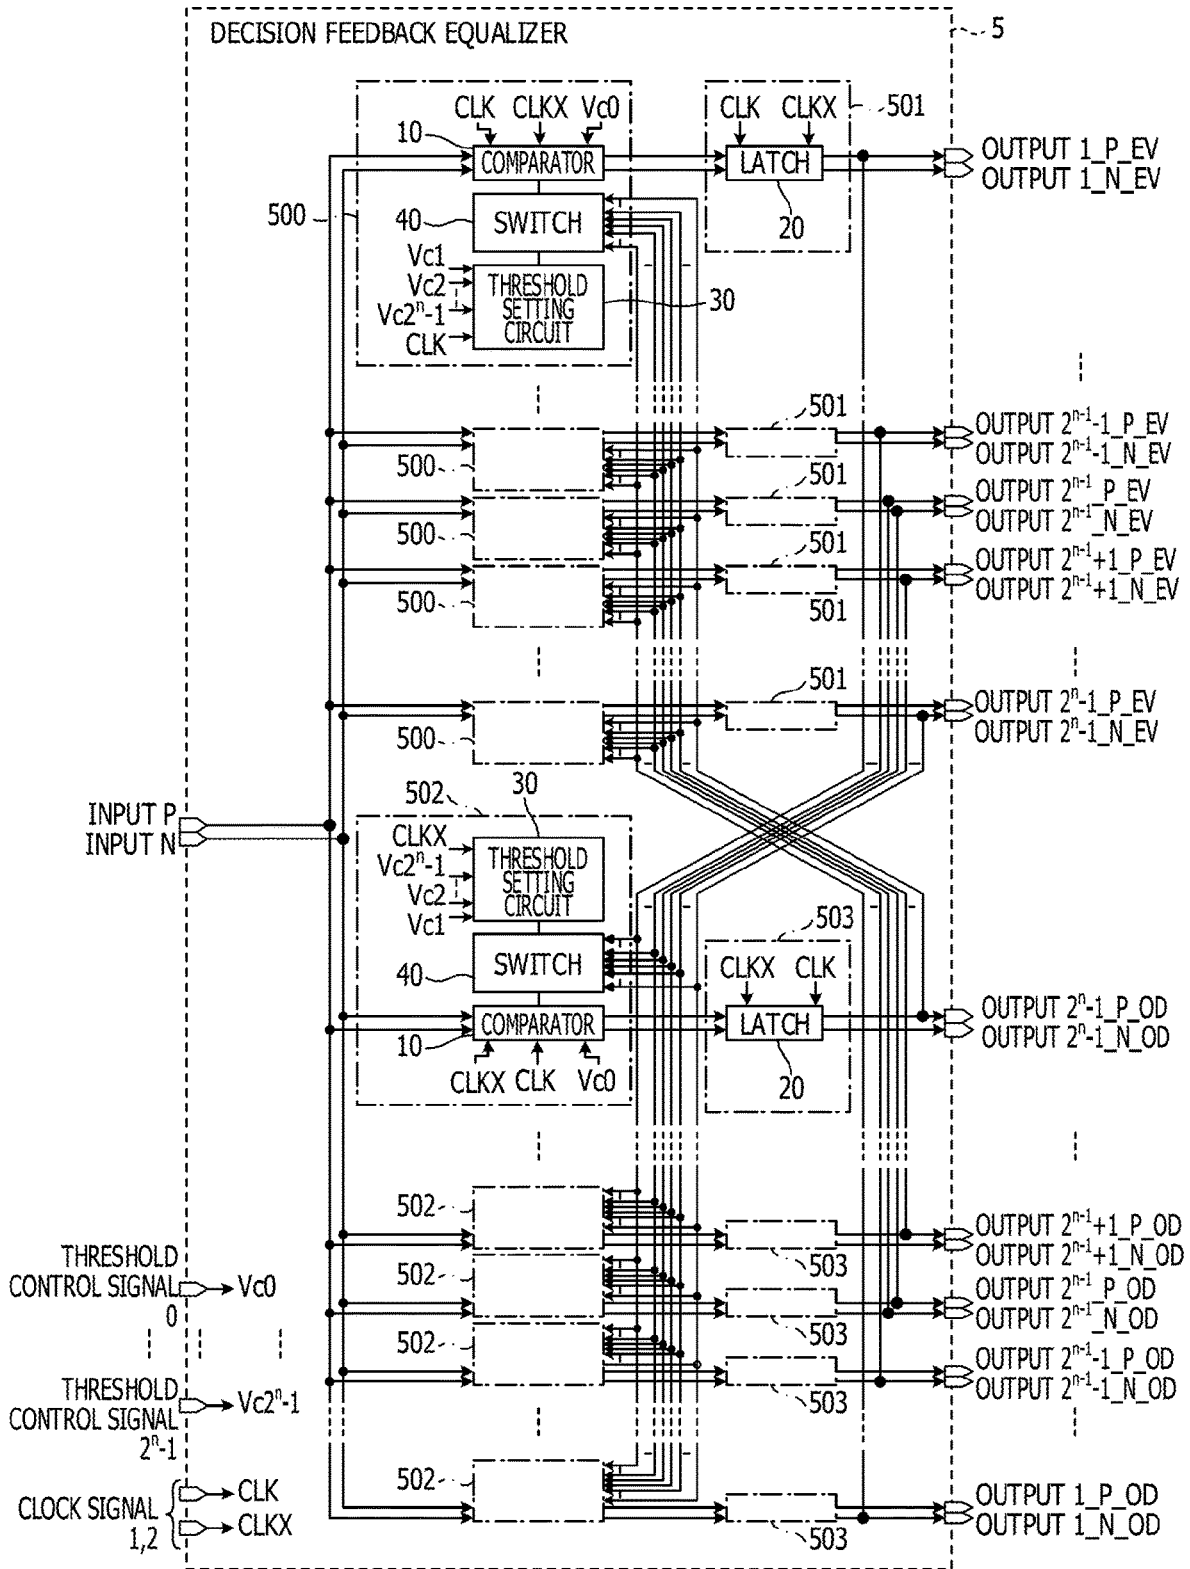 DECISION FEEDBACK EQUALIZER
5
CLK CLKX Vc0
10
COMPARATOR
500
40
SWITCH
Vc1
Vc2
Vc2ⁿ-1
CLK
THRESHOLD
SETTING
CIRCUIT
30
CLK CLKX
501
LATCH
20
OUTPUT 1_P_EV
OUTPUT 1_N_EV
500
501
OUTPUT 2ⁿ⁻¹-1_P_EV
OUTPUT 2ⁿ⁻¹-1_N_EV
500
501
OUTPUT 2ⁿ⁻¹_P_EV
OUTPUT 2ⁿ⁻¹_N_EV
500
501
501
OUTPUT 2ⁿ⁻¹+1_P_EV
OUTPUT 2ⁿ⁻¹+1_N_EV
500
501
OUTPUT 2ⁿ-1_P_EV
OUTPUT 2ⁿ-1_N_EV
INPUT P
INPUT N
502
30
CLKX
Vc2ⁿ-1
Vc2
Vc1
THRESHOLD
SETTING
CIRCUIT
40
SWITCH
10
COMPARATOR
CLKX CLK Vc0
503
CLKX CLK
LATCH
20
OUTPUT 2ⁿ-1_P_OD
OUTPUT 2ⁿ-1_N_OD
502
503
OUTPUT 2ⁿ⁻¹+1_P_OD
OUTPUT 2ⁿ⁻¹+1_N_OD
502
503
OUTPUT 2ⁿ⁻¹_P_OD
OUTPUT 2ⁿ⁻¹_N_OD
502
503
OUTPUT 2ⁿ⁻¹-1_P_OD
OUTPUT 2ⁿ⁻¹-1_N_OD
502
503
OUTPUT 1_P_OD
OUTPUT 1_N_OD
THRESHOLD
CONTROL SIGNAL
0
Vc0
THRESHOLD
CONTROL SIGNAL
2ⁿ-1
Vc2ⁿ-1
CLOCK SIGNAL
1,2
CLK
CLKX